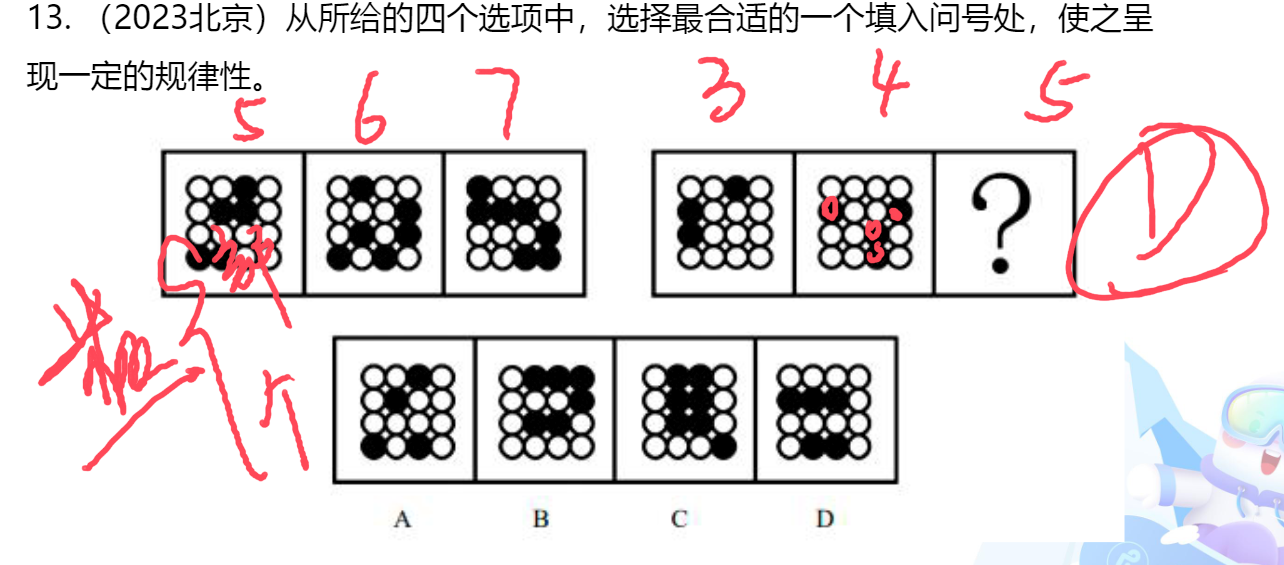 13. （2023北京）从所给的四个选项中，选择最合适的一个填入问号处，使之呈
现一定的规律性。
5 6 7 3 4 5
? D
A B C D